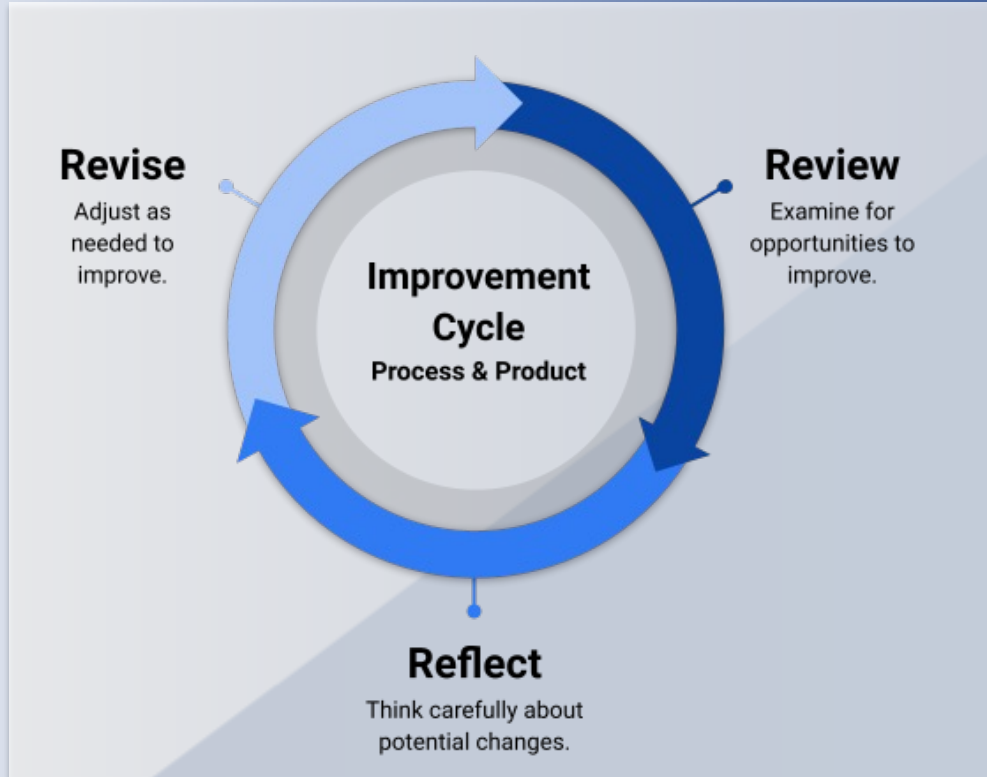 Improvement
Cycle
Process & Product
Review
Examine for
opportunities to
improve.
Reflect
Think carefully about
potential changes.
Revise
Adjust as
needed to
improve.